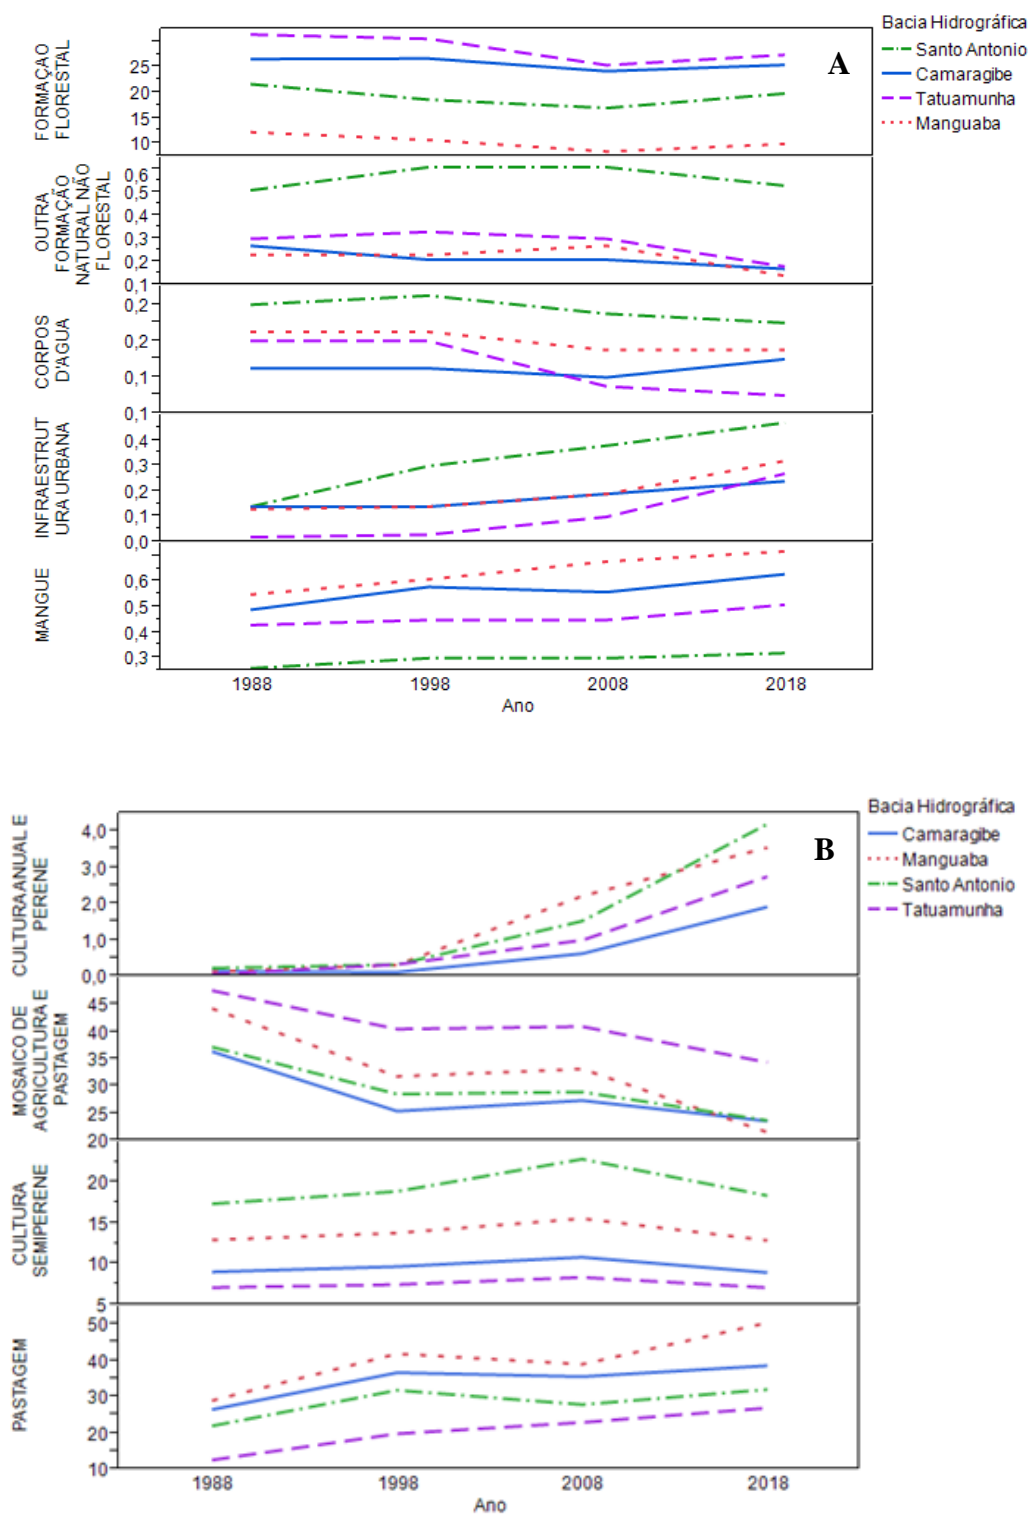 Bacia Hidrográfica
Santo Antonio
Camaragibe
Tatuamunha
Manguaba
A
FORMAÇAO
FLORESTAL
25
20
15
10
OUTRA
FORMAÇÃO
NATURAL NÃO
FLORESTAL
0,6
0,5
0,4
0,3
0,2
0,1
CORPOS
D'AGUA
0,2
0,2
0,1
0,1
INFRAESTRUT
URA URBANA
0,4
0,3
0,2
0,1
0,0
MANGUE
0,6
0,5
0,4
0,3
1988 1998 2008 2018
Ano
Bacia Hidrográfica
Camaragibe
Manguaba
Santo Antonio
Tatuamunha
B
CULTURA ANUAL E
PERENE
4,0
3,0
2,0
1,0
0,0
MOSAICO DE
AGRICULTURA E
PASTAGEM
45
40
35
30
25
20
CULTURA
SEMIPERENE
20
15
10
5
PASTAGEM
50
40
30
20
10
1988 1998 2008 2018
Ano